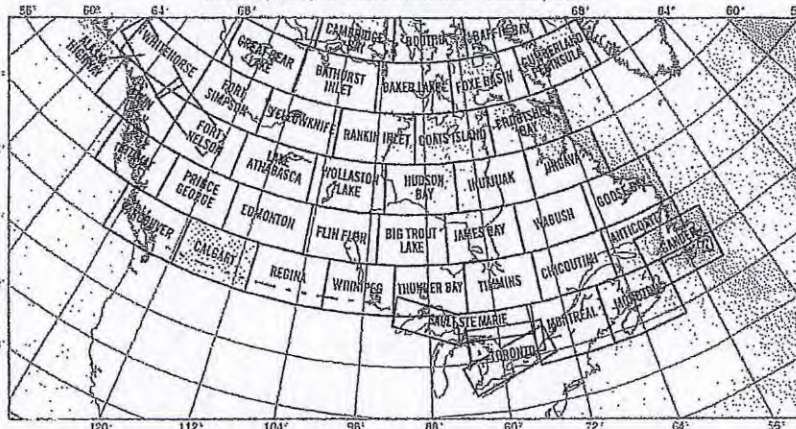 56° 60° 64° 68° 68° 64° 60°
CAMBRIDGE BAY
BOOTHIA
BAFFIN BAY
WHITEHORSE
GREAT BEAR LAKE
BATHURST INLET
BAKER LAKE
FOXE BASIN
CUMBERLAND PENINSULA
FORT SIMPSON
YELLOWKNIFE
RANKIN INLET
COATS ISLAND
FROBISHER BAY
FORT NELSON
LAKE ATHABASCA
WOLLASTON LAKE
HUDSON BAY
INUKJUAK
UNGAVA
PRINCE GEORGE
EDMONTON
FLIN FLON
BIG TROUT LAKE
JAMES BAY
WABUSH
GOOSE
VANCOUVER
CALGARY
REGINA
WINNIPEG
THUNDER BAY
TIMMINS
CHICOUTIMI
ANTICOSTI
GANDER
SAULT STE MARIE
TORONTO
MONTREAL
MONCTON
120° 112° 104° 96° 88° 60° 72° 64° 56°